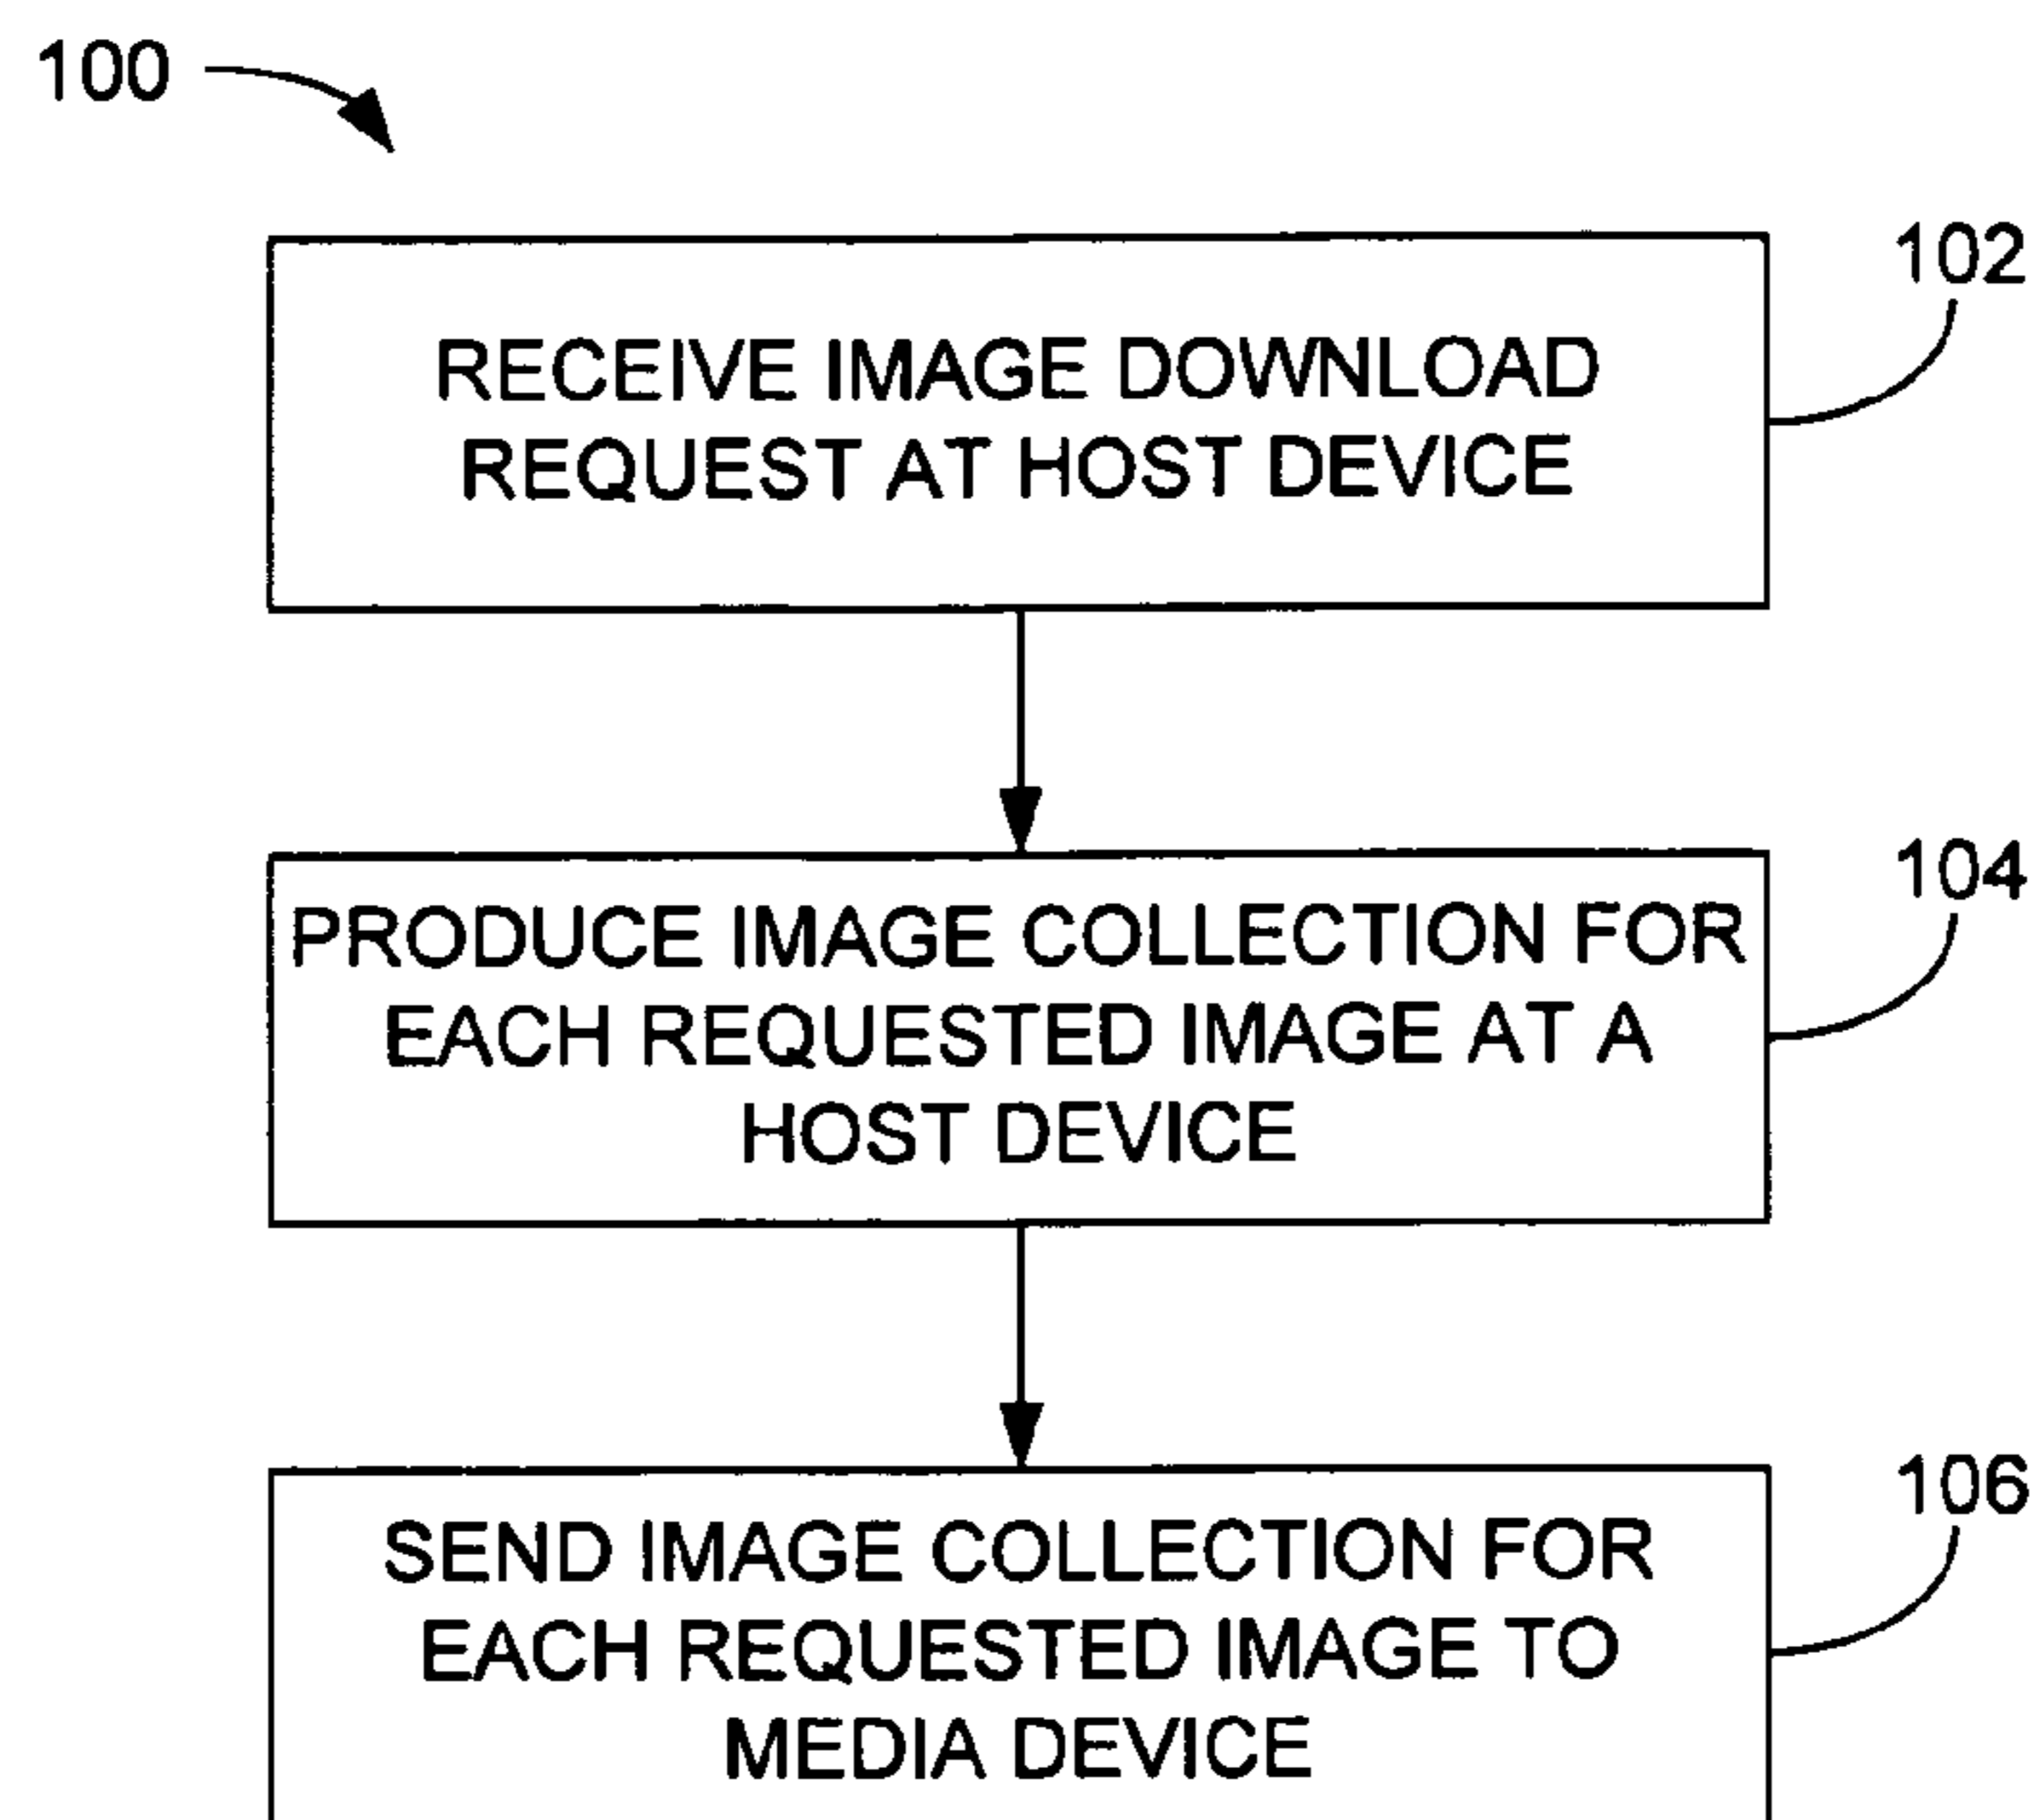 100
102
RECEIVE IMAGE DOWNLOAD
REQUEST AT HOST DEVICE
104
PRODUCE IMAGE COLLECTION FOR
EACH REQUESTED IMAGE AT A
HOST DEVICE
106
SEND IMAGE COLLECTION FOR
EACH REQUESTED IMAGE TO
MEDIA DEVICE